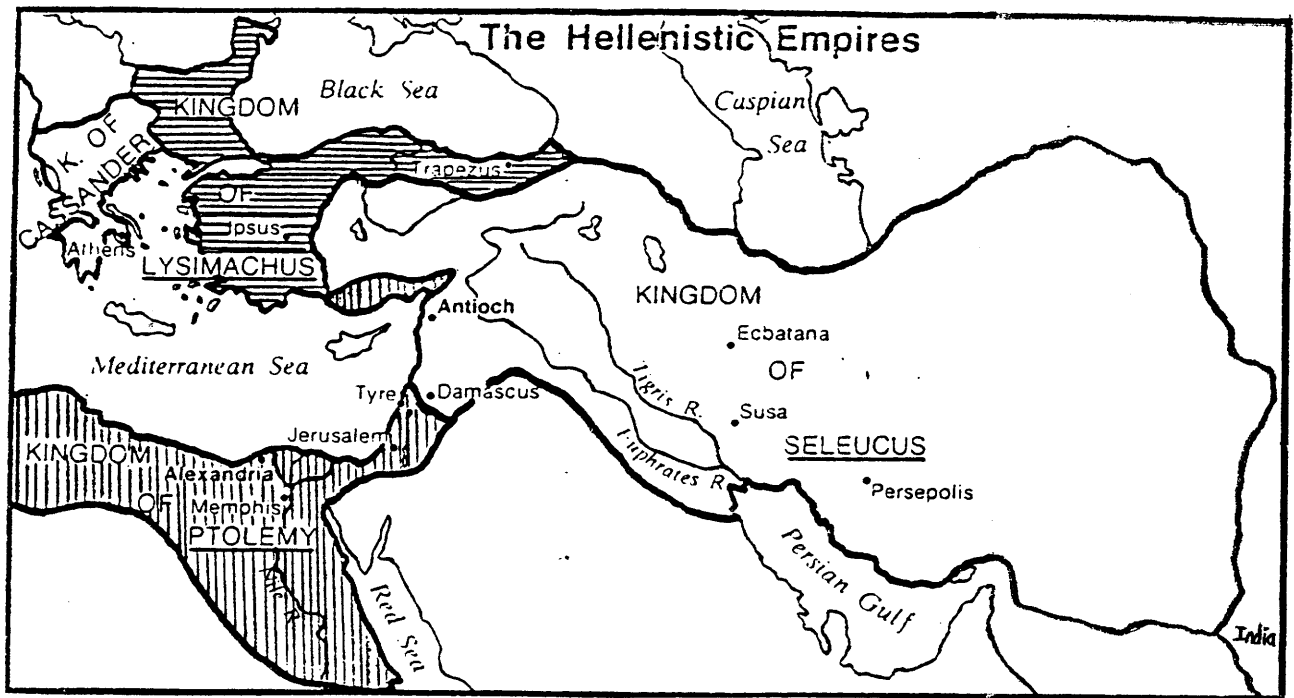 The Hellenistic Empires
Black Sea
Caspian
Sea
KINGDOM
OF
LYSIMACHUS
K. OF
CASSANDER
Trapezus
Ipsus
Athens
Mediterranean Sea
Antioch
Tyre
Damascus
Jerusalem
KINGDOM
OF
PTOLEMY
Alexandria
Memphis
Nile R.
Red Sea
KINGDOM
OF
SELEUCUS
Ecbatana
Susa
Persepolis
Tigris R.
Euphrates R
Persian Gulf
India